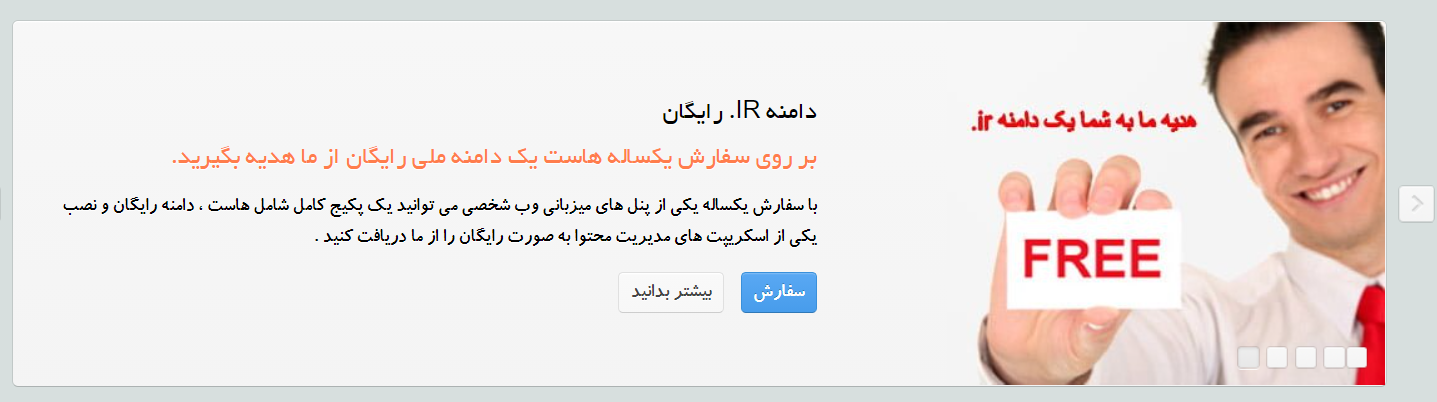 هدیه ما به شما یک دامنه ir.
FREE
دامنه IR. رایگان
بر روی سفارش یکساله هاست یک دامنه ملی رایگان از ما هدیه بگیرید.
با سفارش یکساله یکی از پنل های میزبانی وب شخصی می توانید یک پکیج کامل شامل هاست ، دامنه رایگان و نصب
یکی از اسکریپت های مدیریت محتوا به صورت رایگان را از ما دریافت کنید .
سفارش
بیشتر بدانید